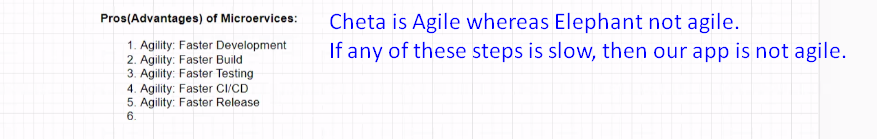 Pros(Advantages) of Microervices:
1. Agility: Faster Development
2. Agility: Faster Build
3. Agility: Faster Testing
4. Agility: Faster CI/CD
5. Agility: Faster Release
6.
Cheta is Agile whereas Elephant not agile.
If any of these steps is slow, then our app is not agile.